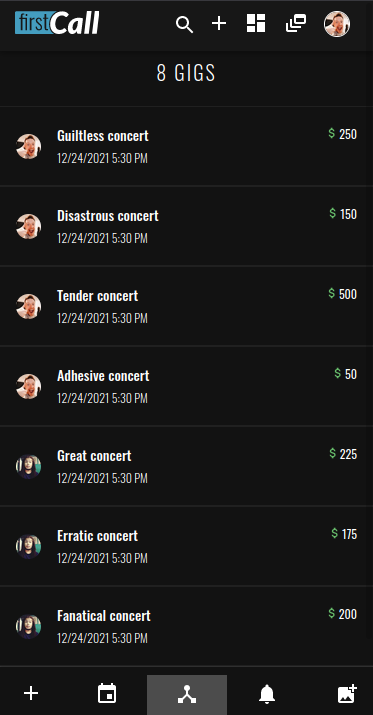 firstCall
8 GIGS
Guiltless concert
$ 250
12/24/2021 5:30 PM
Disastrous concert
$ 150
12/24/2021 5:30 PM
Tender concert
$ 500
12/24/2021 5:30 PM
Adhesive concert
$ 50
12/24/2021 5:30 PM
Great concert
$ 225
12/24/2021 5:30 PM
Erratic concert
$ 175
12/24/2021 5:30 PM
Fanatical concert
$ 200
12/24/2021 5:30 PM